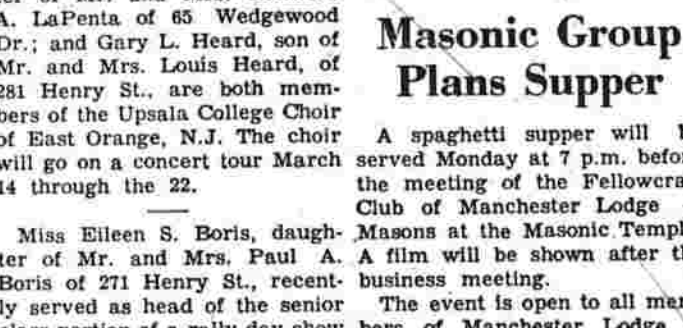 A. LaPenta of 65 Wedgewood
Dr.; and Gary L. Heard, son of
Mr. and Mrs. Louis Heard, of
281 Henry St., are both mem-
bers of the Upsala College Choir
of East Orange, N.J. The choir
will go on a concert tour March
14 through the 22.
Miss Eileen S. Boris, daugh-
ter of Mr. and Mrs. Paul A.
Boris of 271 Henry St., recent-
ly served as head of the senior
Masonic Group
Plans Supper
A spaghetti supper will
served Monday at 7 p.m. befor
the meeting of the Fellowcra
Club of Manchester Lodge
Masons at the Masonic Templ
A film will be shown after th
business meeting.
The event is open to all mem
bers of Manchester Lodge